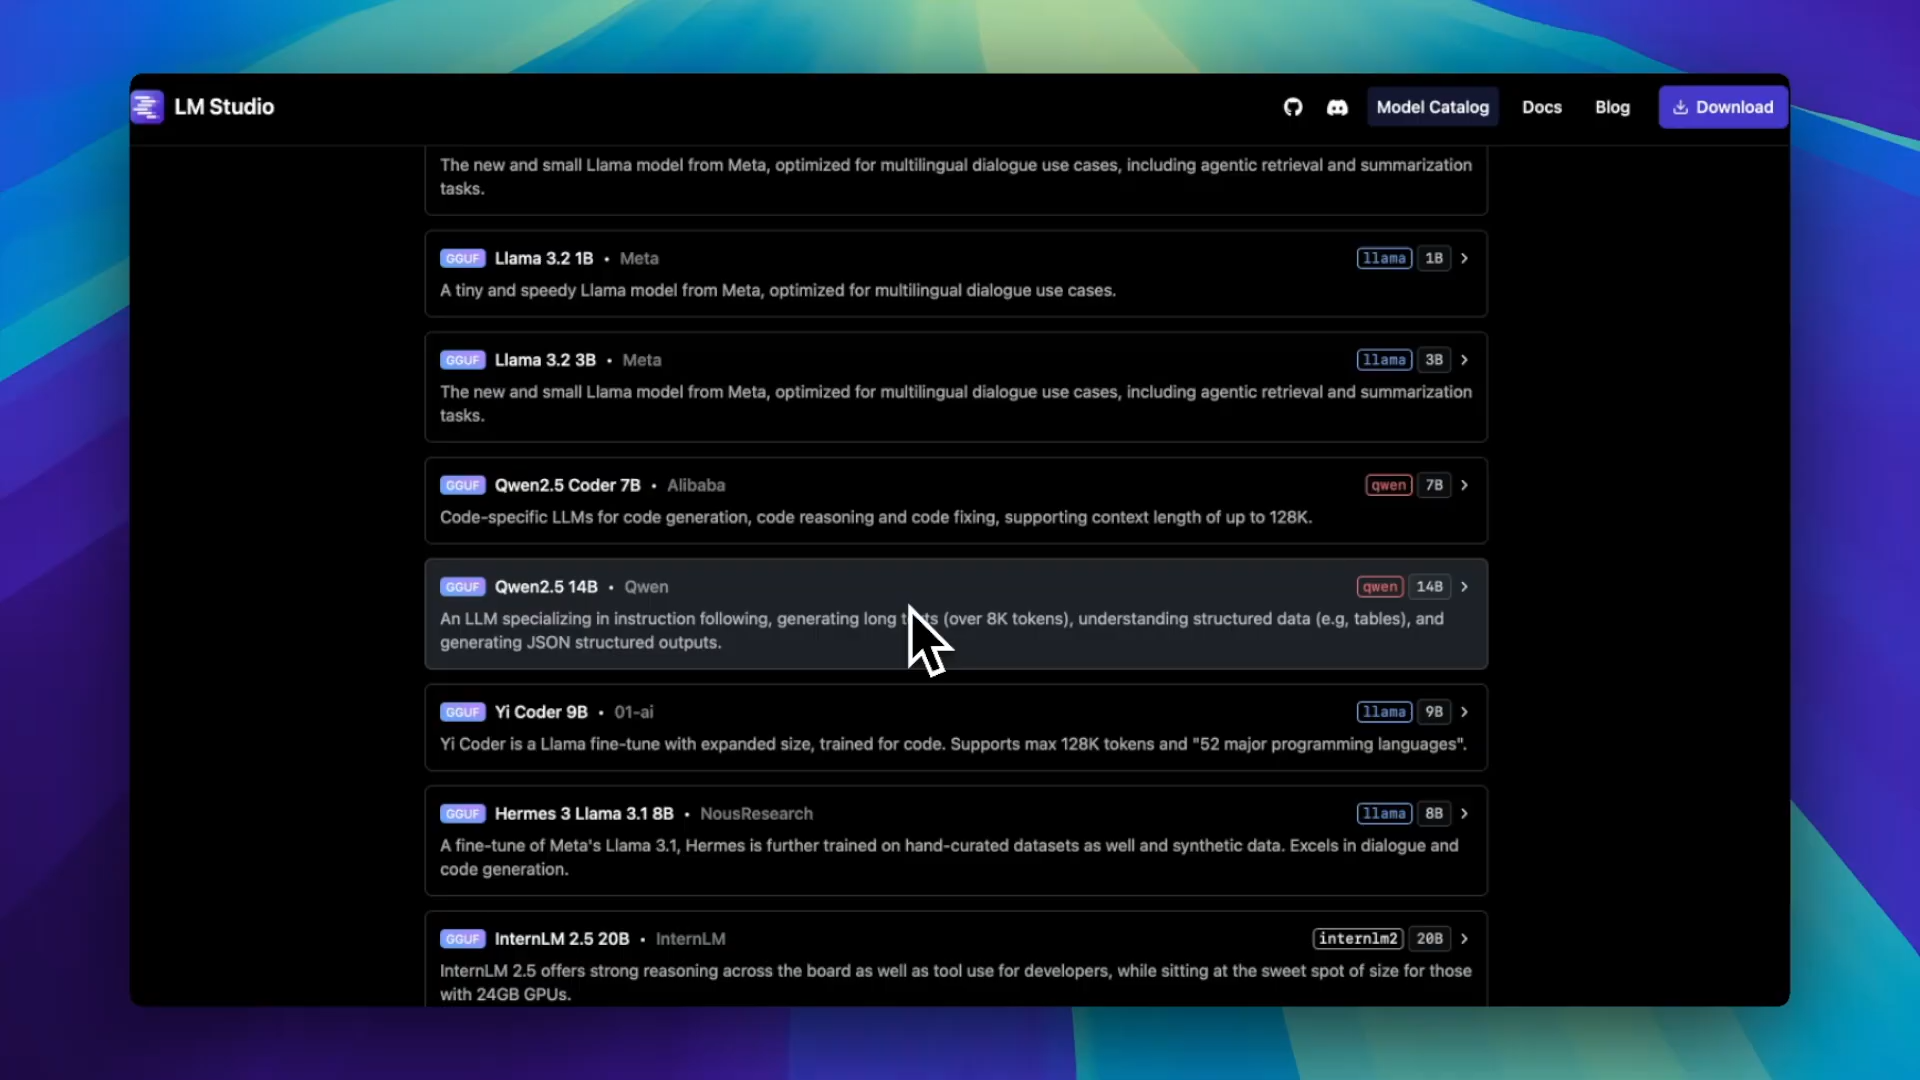 LM Studio
Model Catalog
Docs
Blog
Download
The new and small Llama model from Meta, optimized for multilingual dialogue use cases, including agentic retrieval and summarization
tasks.
GGUF Llama 3.2 1B • Meta llama 1B
A tiny and speedy Llama model from Meta, optimized for multilingual dialogue use cases.
GGUF Llama 3.2 3B • Meta llama 3B
The new and small Llama model from Meta, optimized for multilingual dialogue use cases, including agentic retrieval and summarization
tasks.
GGUF Qwen2.5 Coder 7B • Alibaba qwen 7B
Code-specific LLMs for code generation, code reasoning and code fixing, supporting context length of up to 128K.
GGUF Qwen2.5 14B • Qwen qwen 14B
An LLM specializing in instruction following, generating long texts (over 8K tokens), understanding structured data (e.g, tables), and
generating JSON structured outputs.
GGUF Yi Coder 9B • 01-ai llama 9B
Yi Coder is a Llama fine-tune with expanded size, trained for code. Supports max 128K tokens and "52 major programming languages".
GGUF Hermes 3 Llama 3.1 8B • NousResearch llama 8B
A fine-tune of Meta's Llama 3.1, Hermes is further trained on hand-curated datasets as well and synthetic data. Excels in dialogue and
code generation.
GGUF InternLM 2.5 20B • InternLM internlm2 20B
InternLM 2.5 offers strong reasoning across the board as well as tool use for developers, while sitting at the sweet spot of size for those
with 24GB GPUs.